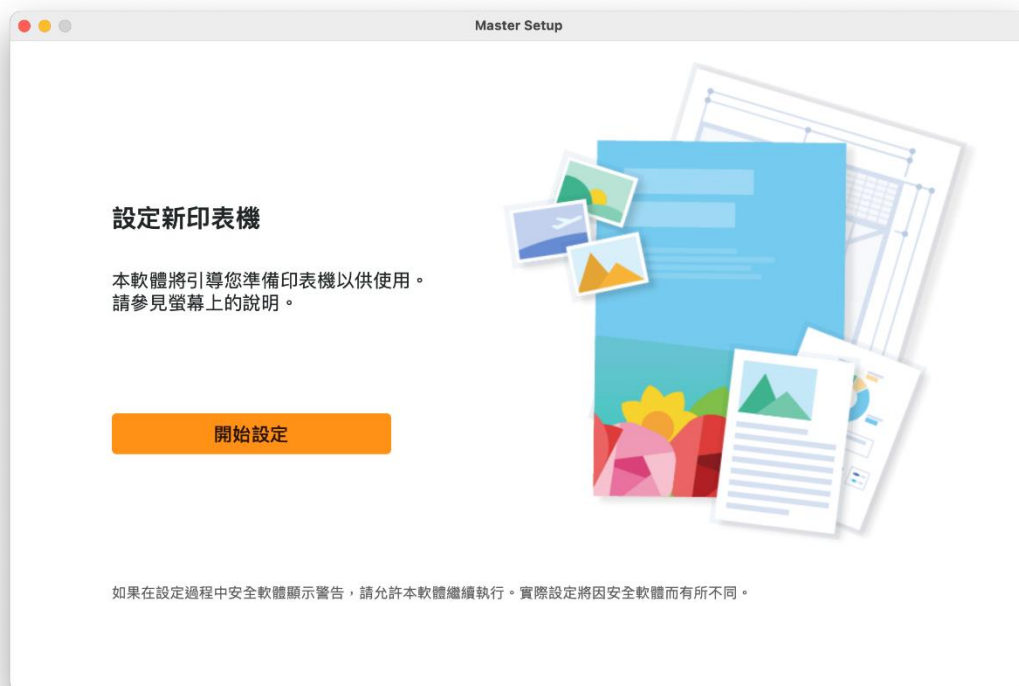 Master Setup
設定新印表機
本軟體將引導您準備印表機以供使用。
請參見螢幕上的說明。
開始設定
如果在設定過程中安全軟體顯示警告，請允許本軟體繼續執行。實際設定將因安全軟體而有所不同。